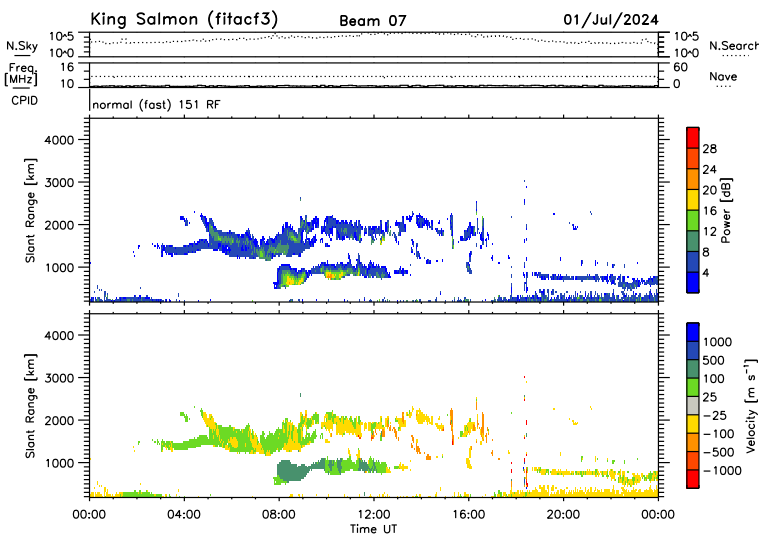 King Salmon (fitacf3) Beam 07 01/Jul/2024
N.Sky 10^5 10^0 10^5 10^0 N.Search
Freq. [MHz] 16 10 60 0 Nave
CPID normal (fast) 151 RF
Slant Range [km] 4000 3000 2000 1000
Power [dB] 28 24 20 16 12 8 4
Slant Range [km] 4000 3000 2000 1000
Velocity [m s⁻¹] 1000 500 100 25 −25 −100 −500 −1000
00:00 04:00 08:00 12:00 16:00 20:00 00:00
Time UT